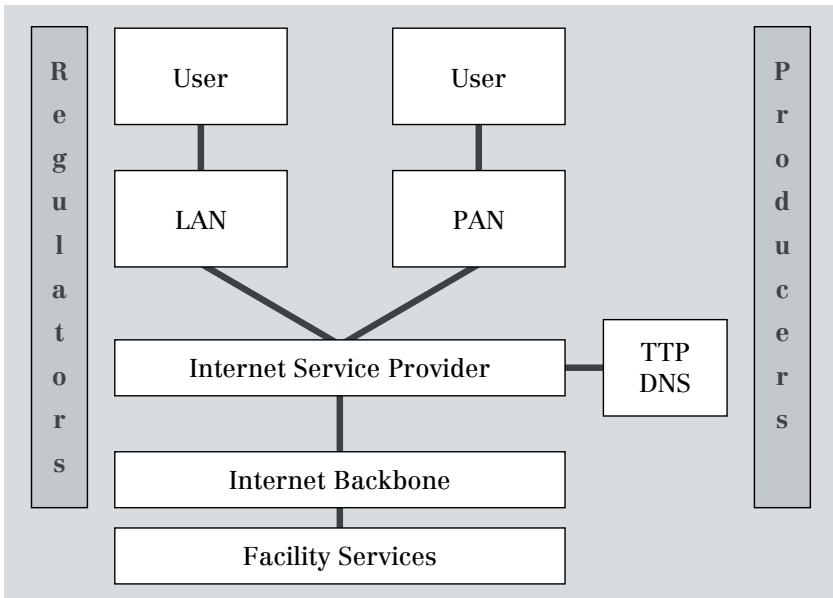 Regulators
User
User
Producers
LAN
PAN
Internet Service Provider
TTP
DNS
Internet Backbone
Facility Services